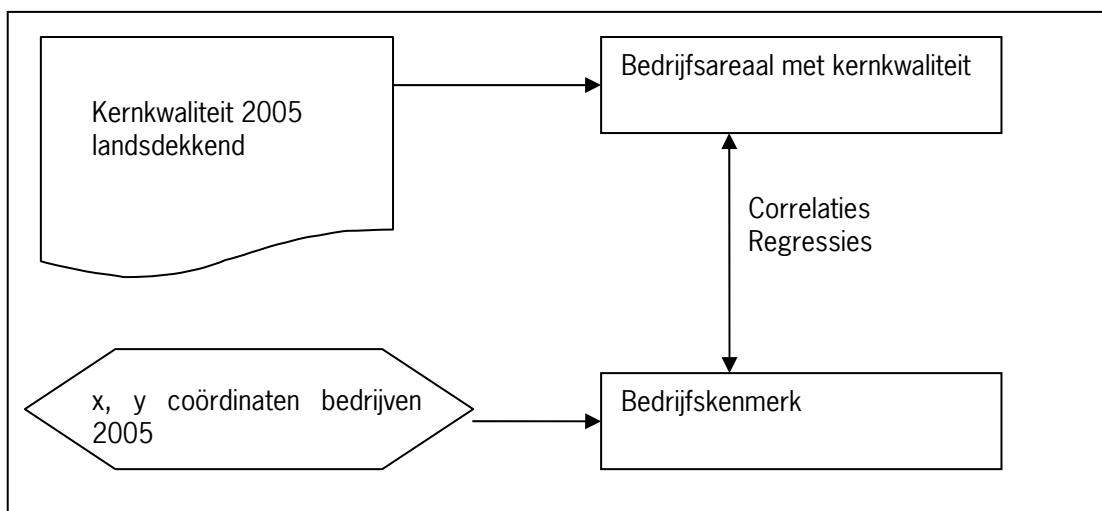 Kernkwaliteit 2005
landsdekkend
Bedrijfsareaal met kernkwaliteit
Correlaties
Regressies
x, y coördinaten bedrijven
2005
Bedrijfskenmerk